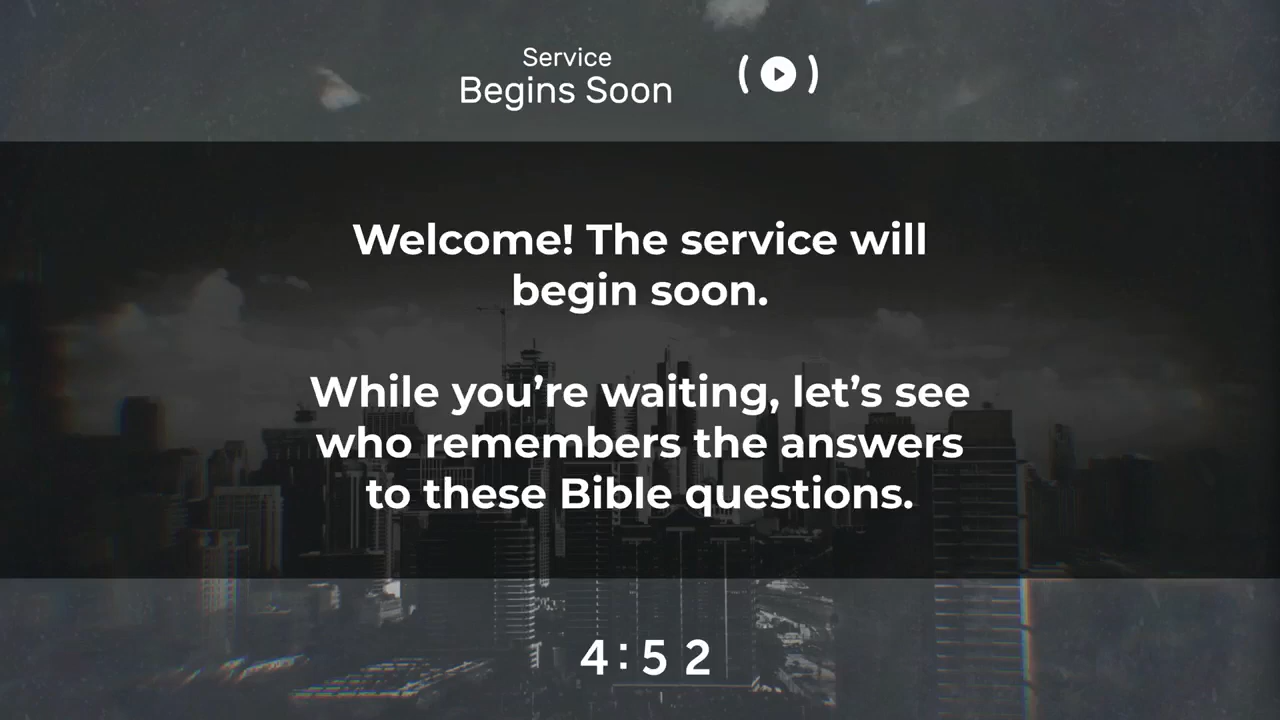 Service
Begins Soon
Welcome! The service will
begin soon.
While you’re waiting, let’s see
who remembers the answers
to these Bible questions.
4:52